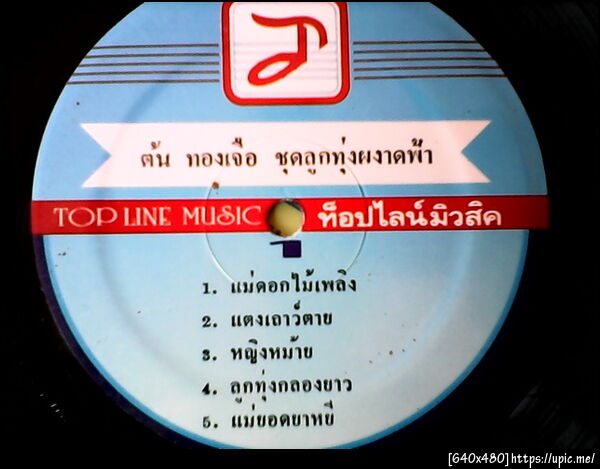 ต้น ทองเจือ ชุดลูกทุ่งผงาดฟ้า
TOP LINE MUSIC ท็อปไลน์มิวสิค
1. แม่ดอกไม้เพลิง
2. แตงเถาว์ตาย
3. หญิงหม้าย
4. ลูกทุ่งกลองยาว
5. แม่ยอดยาหยี
[640x480]https://upic.me/